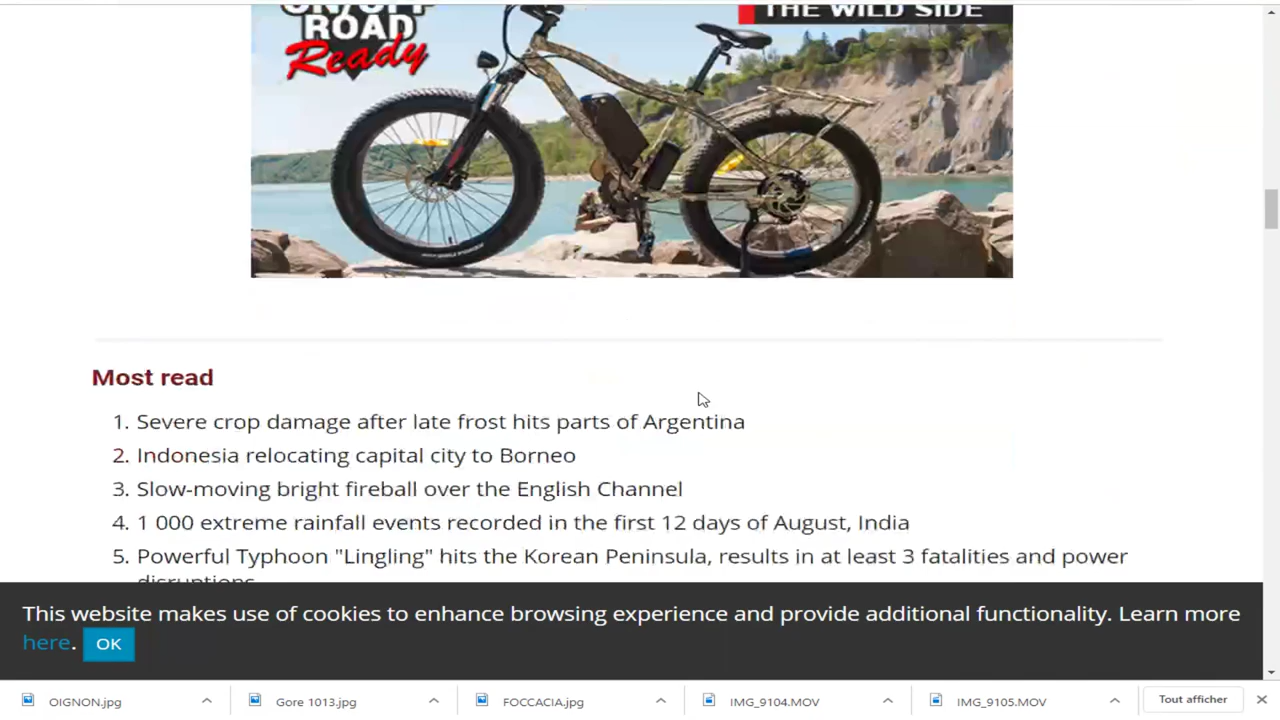 ON/OFF
ROAD
Ready
THE WILD SIDE
Most read
1. Severe crop damage after late frost hits parts of Argentina
2. Indonesia relocating capital city to Borneo
3. Slow-moving bright fireball over the English Channel
4. 1 000 extreme rainfall events recorded in the first 12 days of August, India
5. Powerful Typhoon "Lingling" hits the Korean Peninsula, results in at least 3 fatalities and power
disruptions
This website makes use of cookies to enhance browsing experience and provide additional functionality. Learn more
here. OK
OIGNON.jpg
Gore 1013.jpg
FOCCACIA.jpg
IMG_9104.MOV
IMG_9105.MOV
Tout afficher